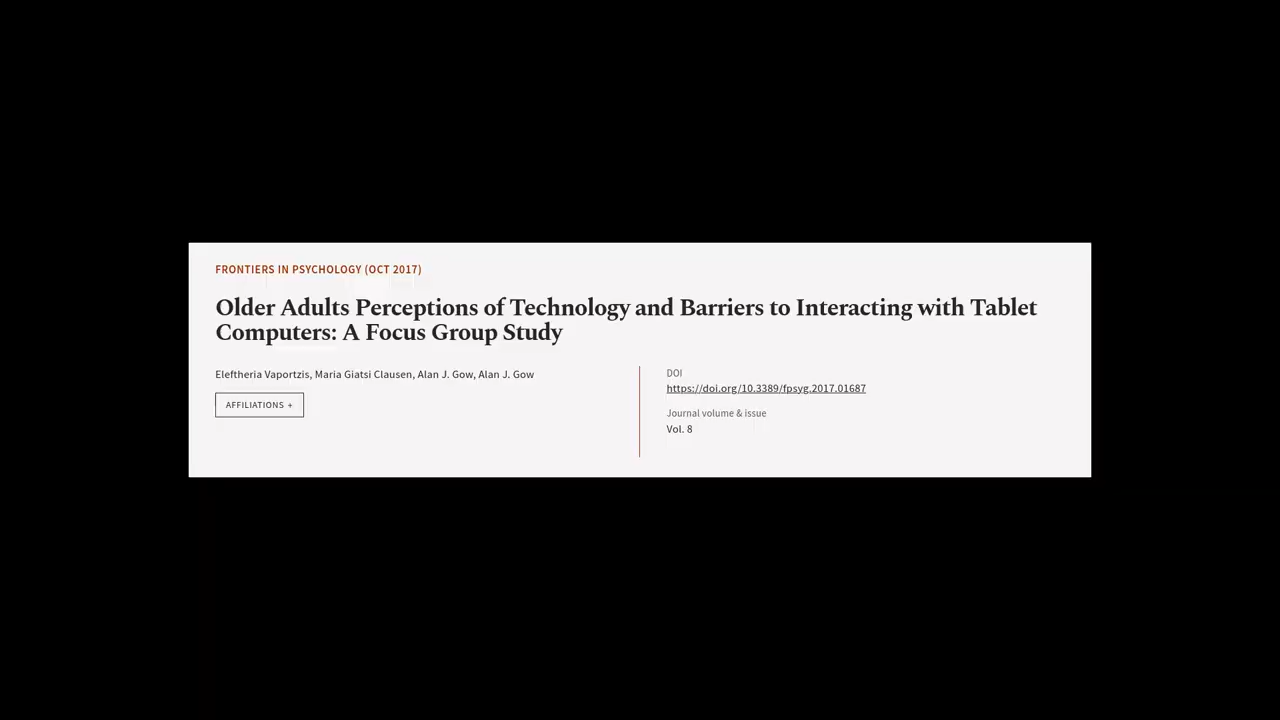 FRONTIERS IN PSYCHOLOGY (OCT 2017)
Older Adults Perceptions of Technology and Barriers to Interacting with Tablet
Computers: A Focus Group Study
Eleftheria Vaportzis, Maria Giatsi Clausen, Alan J. Gow, Alan J. Gow
AFFILIATIONS +
DOI
https://doi.org/10.3389/fpsyg.2017.01687
Journal volume & issue
Vol. 8